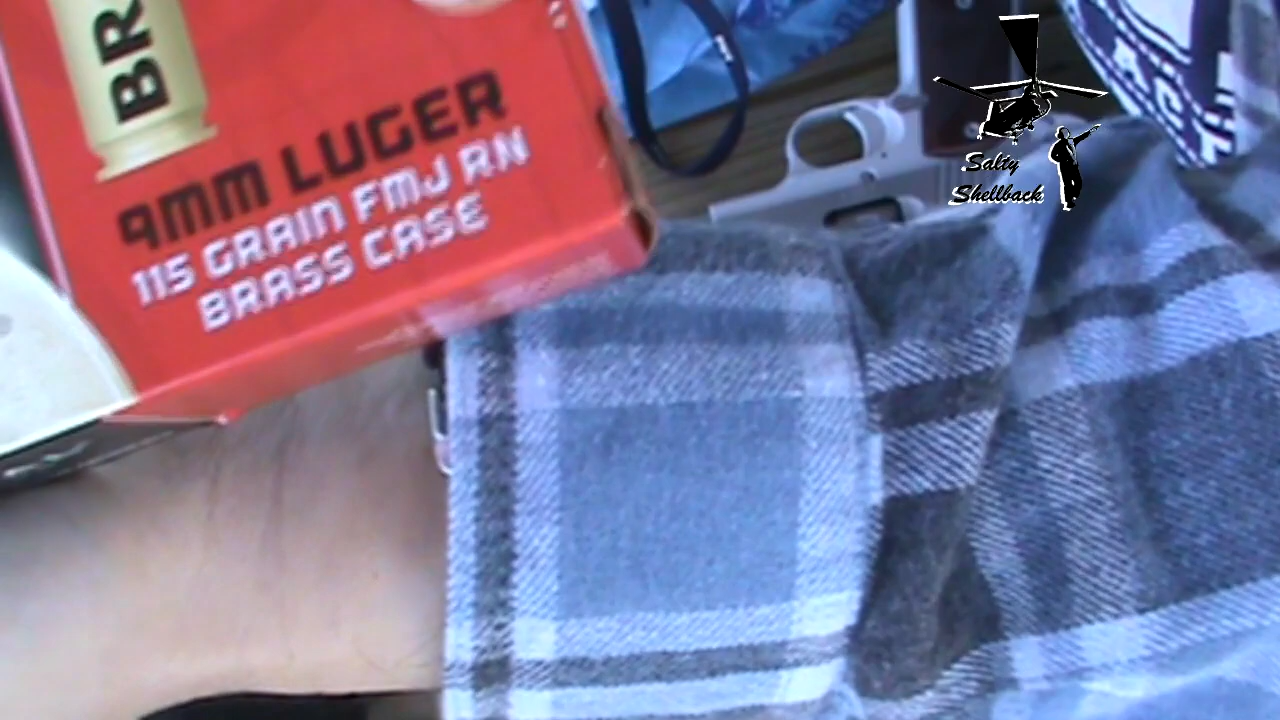 BR
9MM LUGER
115 GRAIN FMJ RN
BRASS CASE
Salty
Shellback